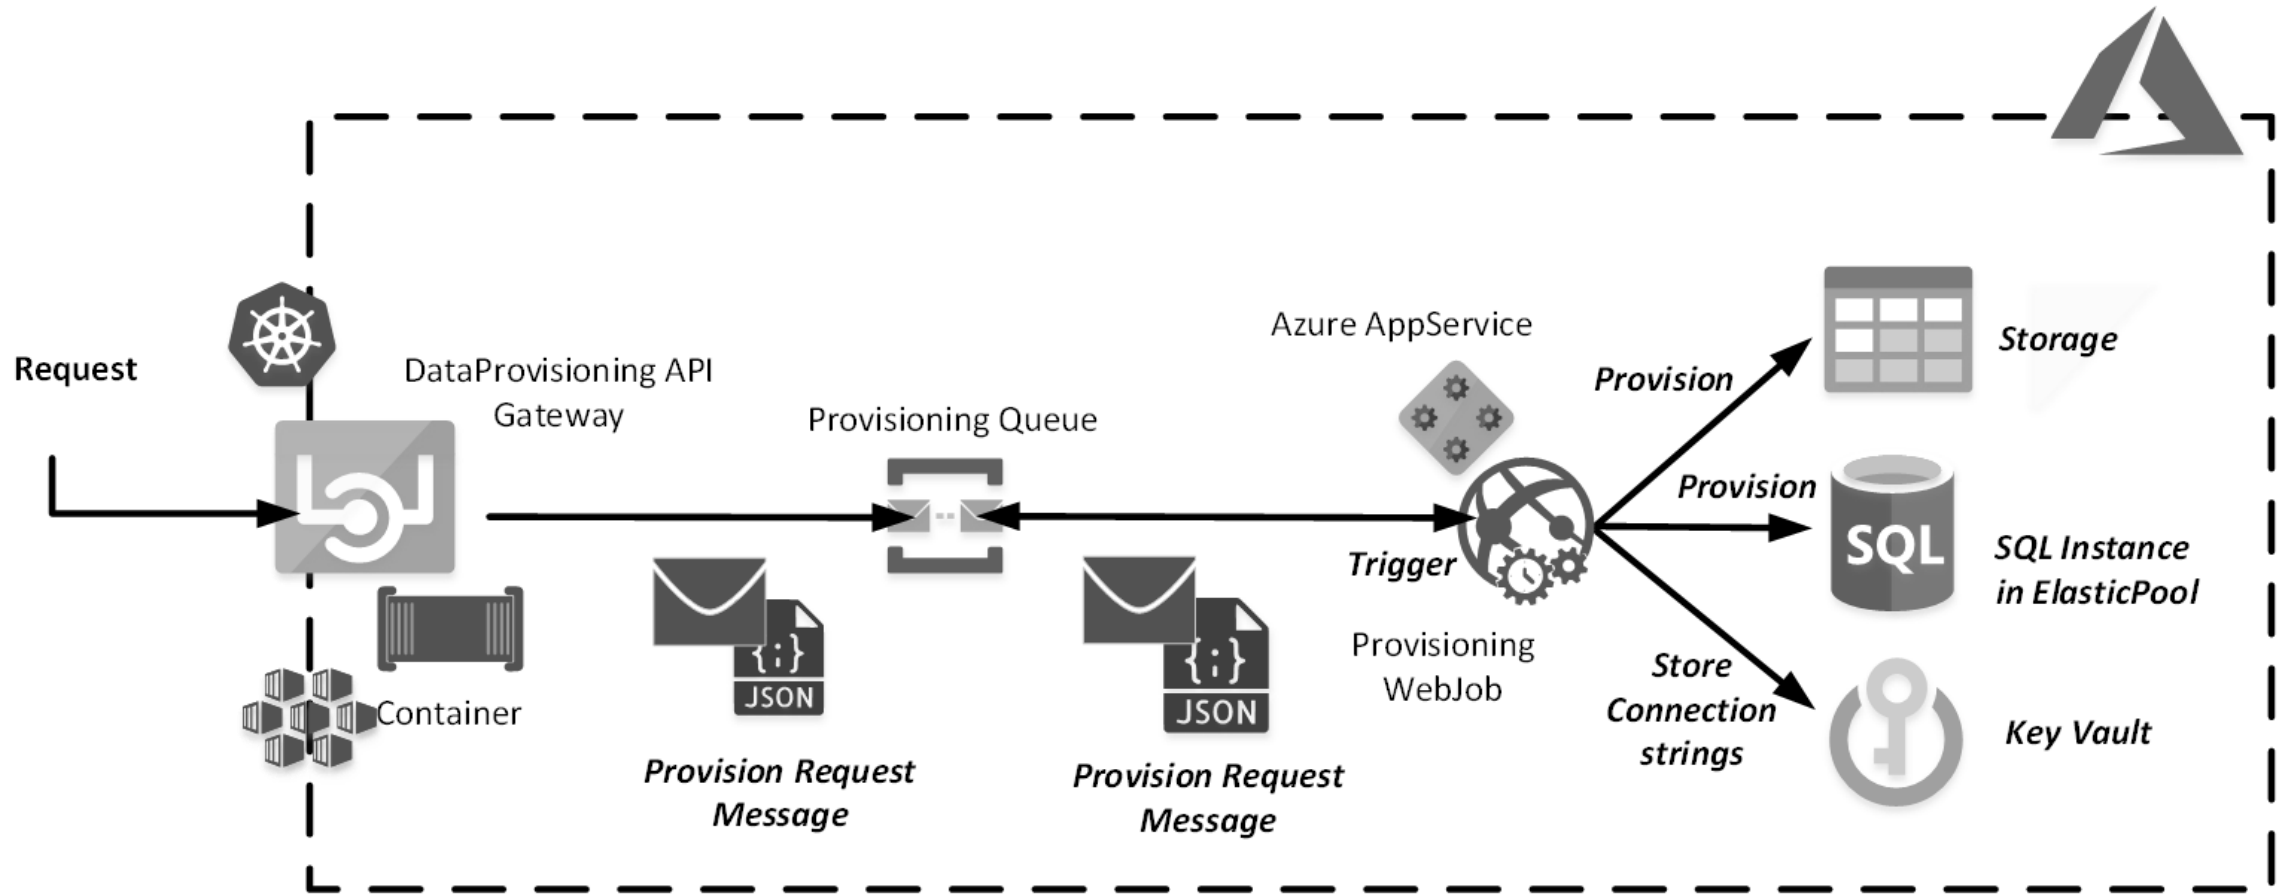 Request
DataProvisioning API
Gateway
Container
Provisioning Queue
{;}
JSON
Provision Request
Message
{;}
JSON
Provision Request
Message
Azure AppService
Trigger
Provisioning
WebJob
Provision
Storage
Provision
SQL
SQL Instance
in ElasticPool
Store
Connection
strings
Key Vault